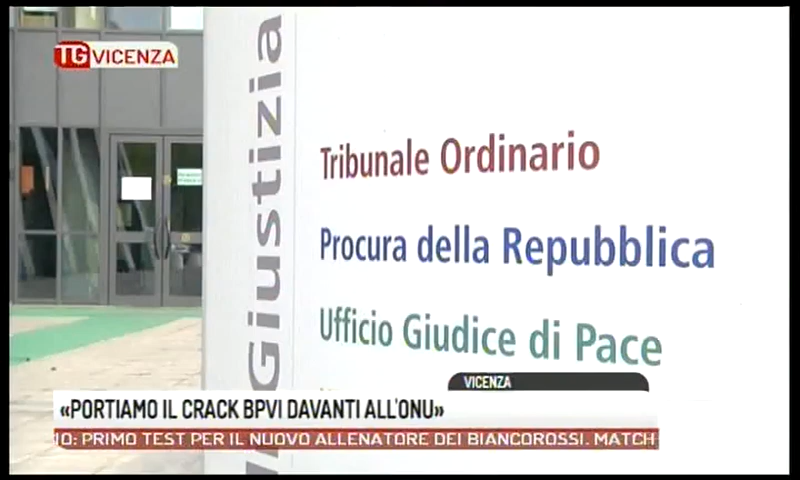 TG VICENZA
Giustizia
Tribunale Ordinario
Procura della Repubblica
Ufficio Giudice di Pace
VICENZA
«PORTIAMO IL CRACK BPVI DAVANTI ALL'ONU»
IO: PRIMO TEST PER IL NUOVO ALLENATORE DEI BIANCOROSSI. MATCH